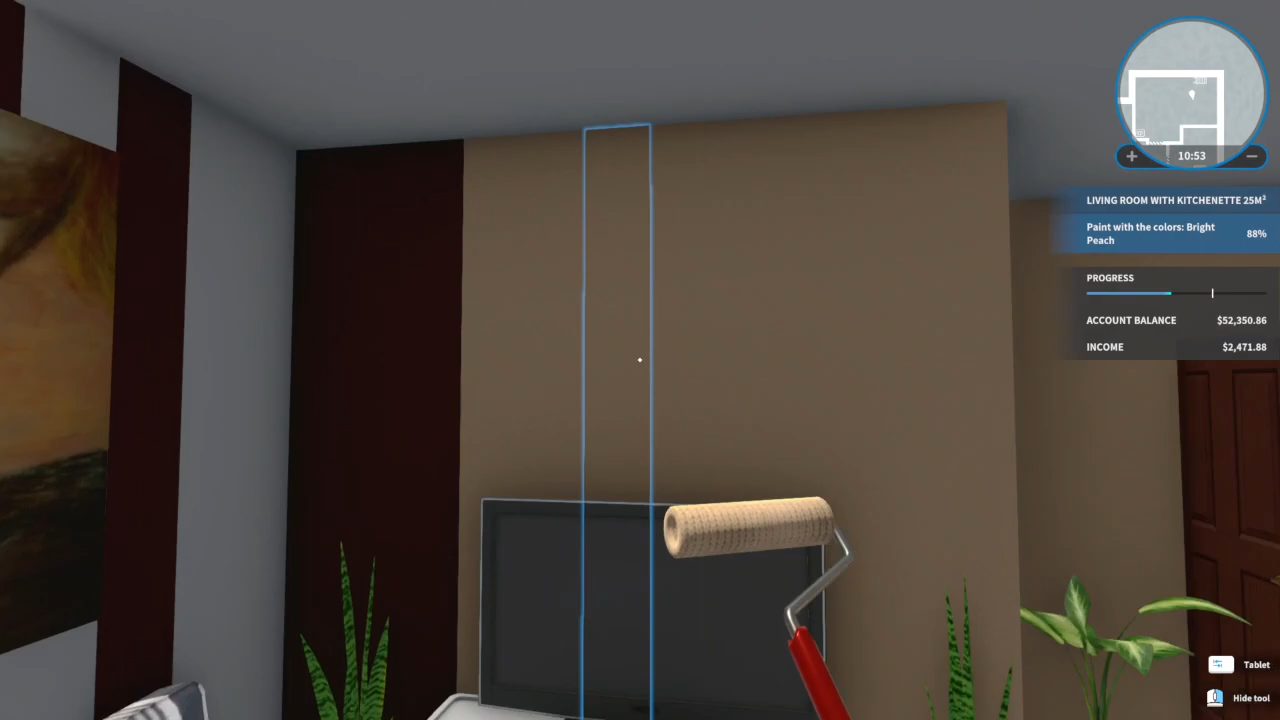 10:53
LIVING ROOM WITH KITCHENETTE 25M²
Paint with the colors: Bright
Peach
88%
PROGRESS
ACCOUNT BALANCE $52,350.86
INCOME $2,471.88
Tablet
Hide tool